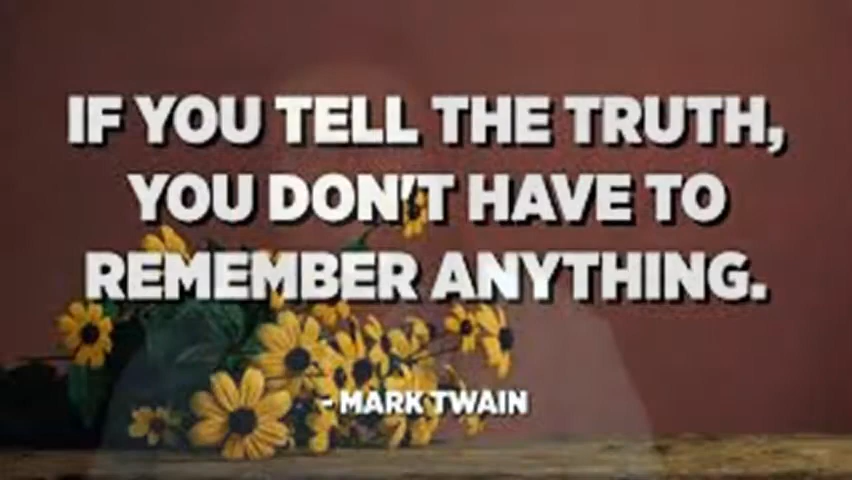 IF YOU TELL THE TRUTH,
YOU DON'T HAVE TO
REMEMBER ANYTHING.
- MARK TWAIN